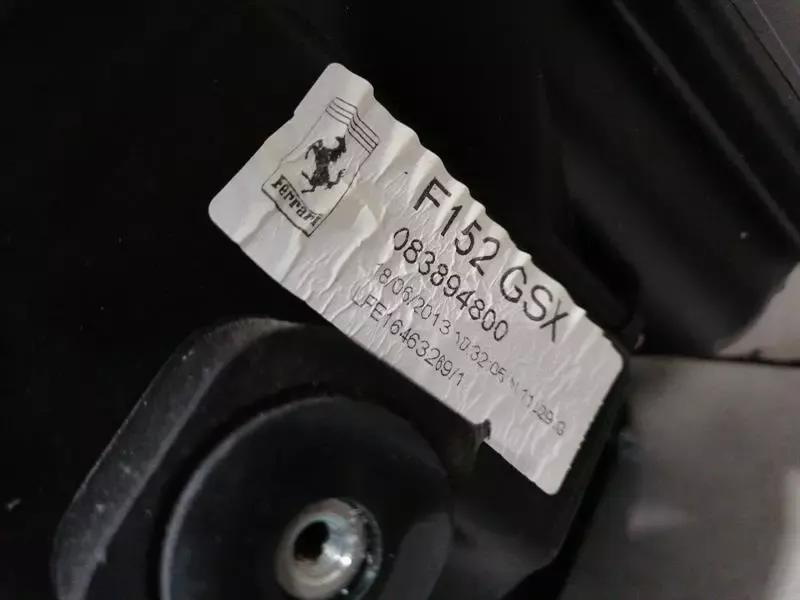 Ferrari
F152 GSX
083894800
18/06/2013 10:32:05
LFE16463269/1